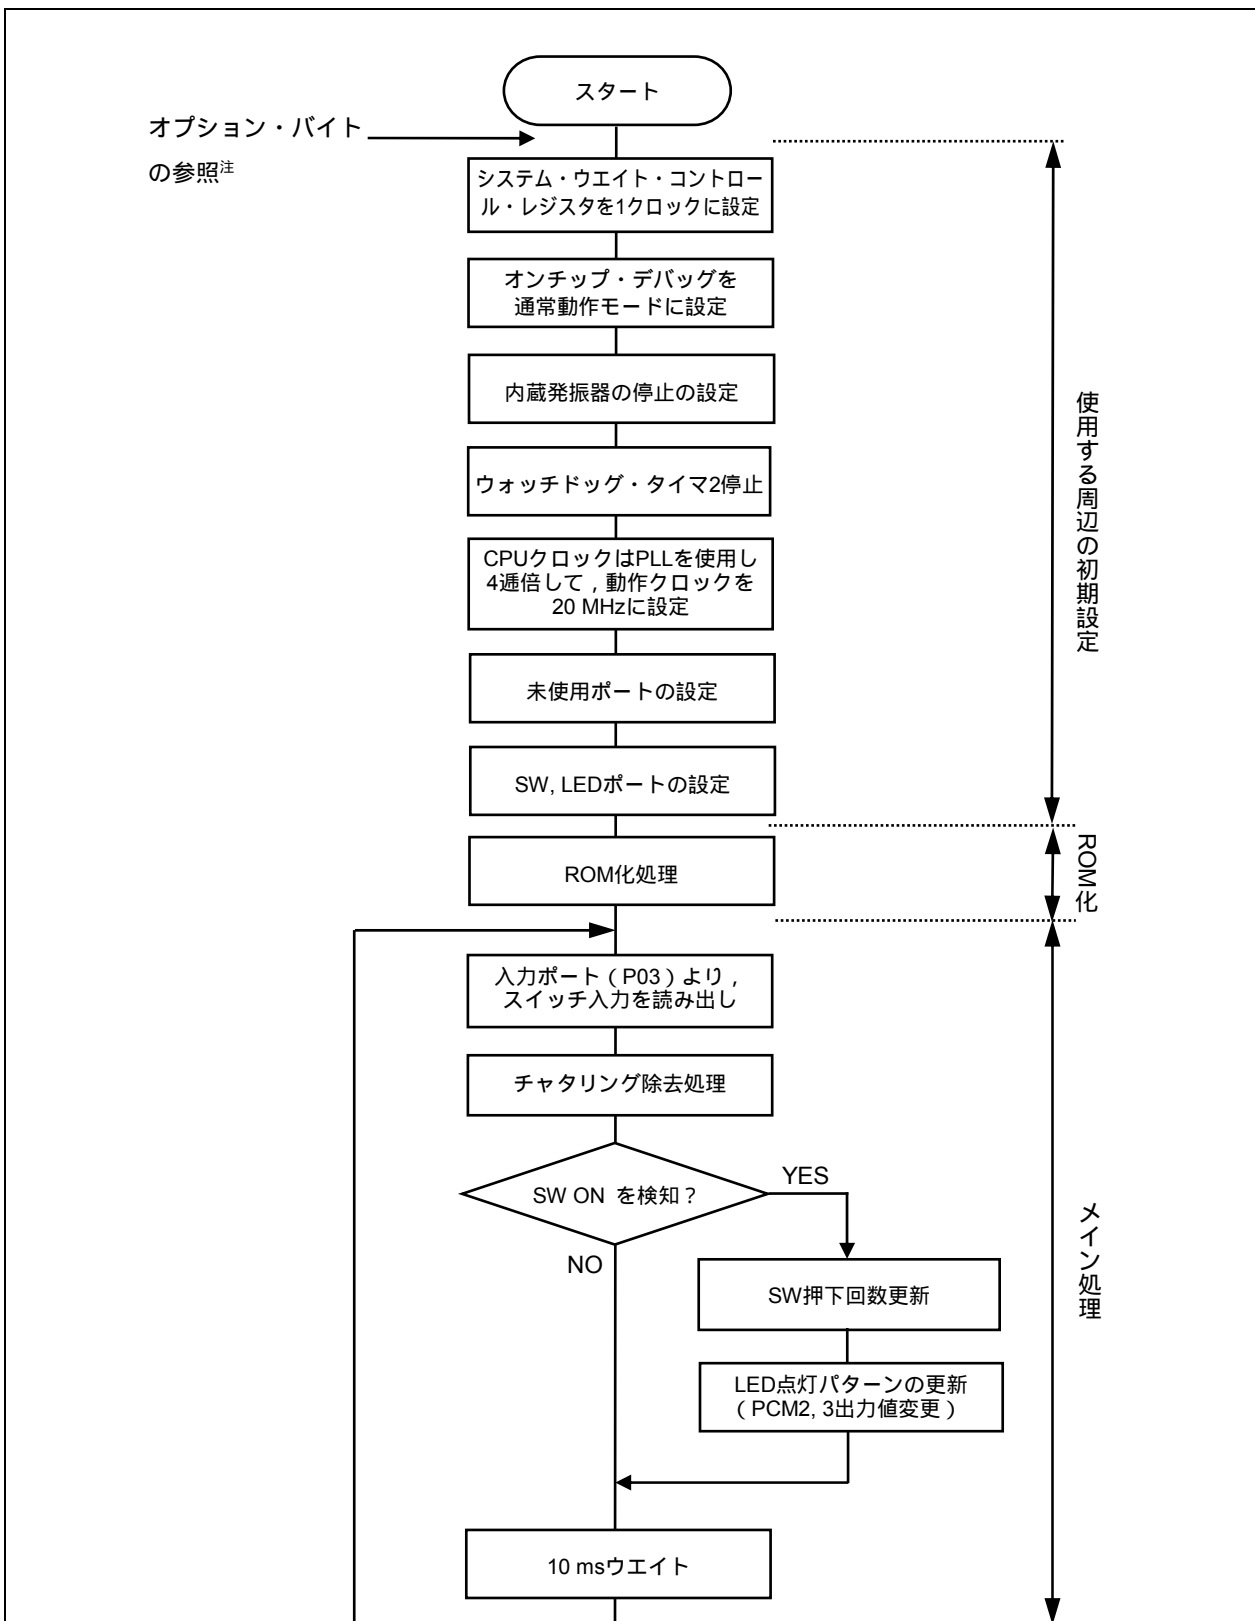 スタート
オプション・バイト
の参照注
システム・ウエイト・コントロー
ル・レジスタを1クロックに設定
オンチップ・デバッグを
通常動作モードに設定
内蔵発振器の停止の設定
ウォッチドッグ・タイマ2停止
CPUクロックはPLLを使用し
4逓倍して，動作クロックを
20 MHzに設定
未使用ポートの設定
SW, LEDポートの設定
使用する周辺の初期設定
ROM化処理
ROM化
入力ポート（P03）より，
スイッチ入力を読み出し
チャタリング除去処理
SW ON を検知？
YES
NO
SW押下回数更新
LED点灯パターンの更新
（PCM2, 3出力値変更）
10 msウエイト
メイン処理